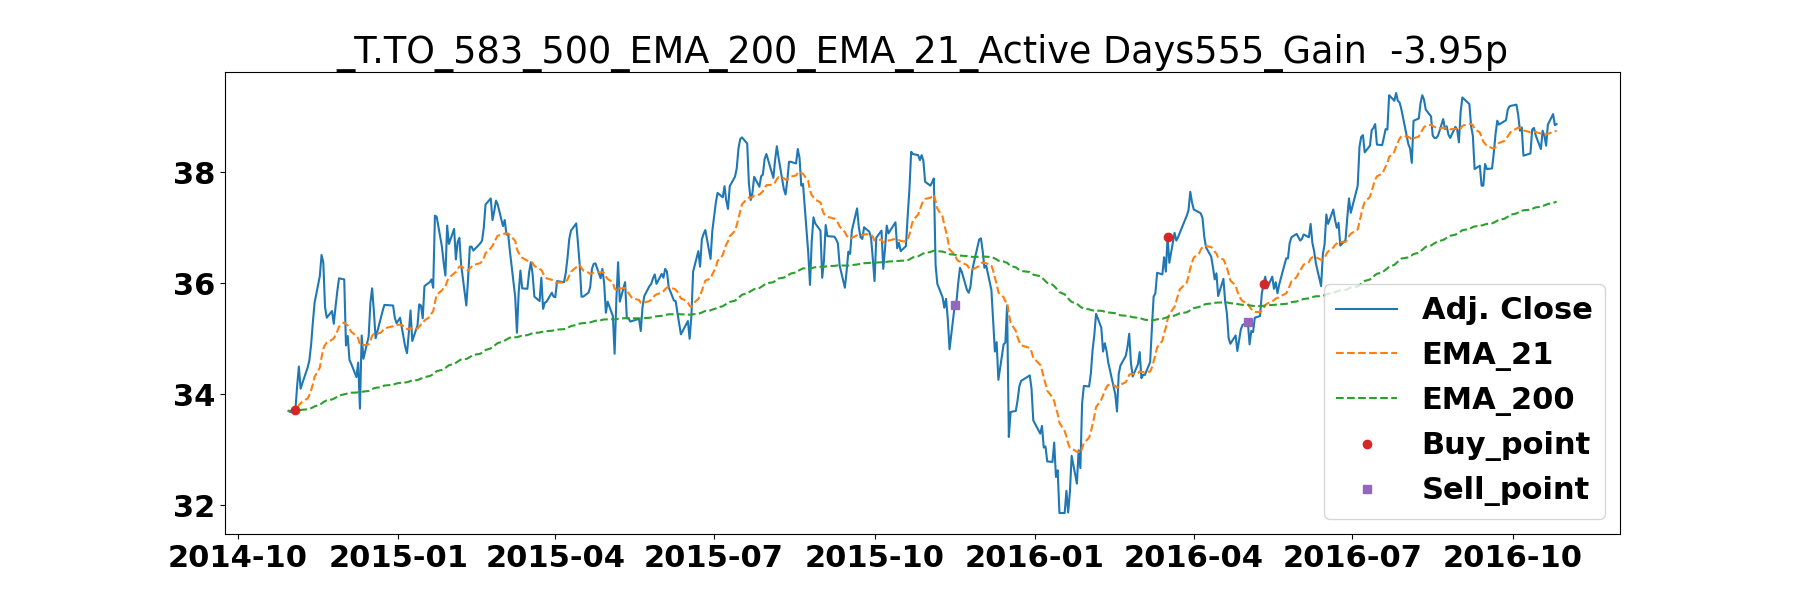 _T.TO_583_500_EMA_200_EMA_21_Active Days555_Gain  -3.95p
38
36
34
32
Adj. Close
EMA_21
EMA_200
Buy_point
Sell_point
2014-10 2015-01 2015-04 2015-07 2015-10 2016-01 2016-04 2016-07 2016-10